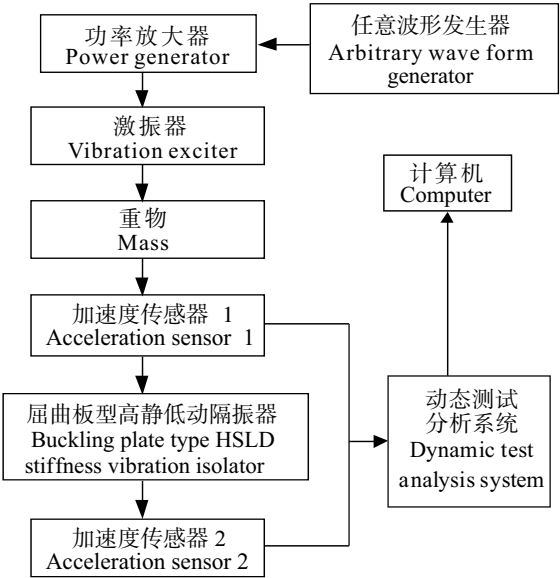 功率放大器
Power generator
任意波形发生器
Arbitrary wave form
generator
激振器
Vibration exciter
计算机
Computer
重物
Mass
加速度传感器 1
Acceleration sensor 1
屈曲板型高静低动隔振器
Buckling plate type HSLD
stiffness vibration isolator
动态测试
分析系统
Dynamic test
analysis system
加速度传感器 2
Acceleration sensor 2